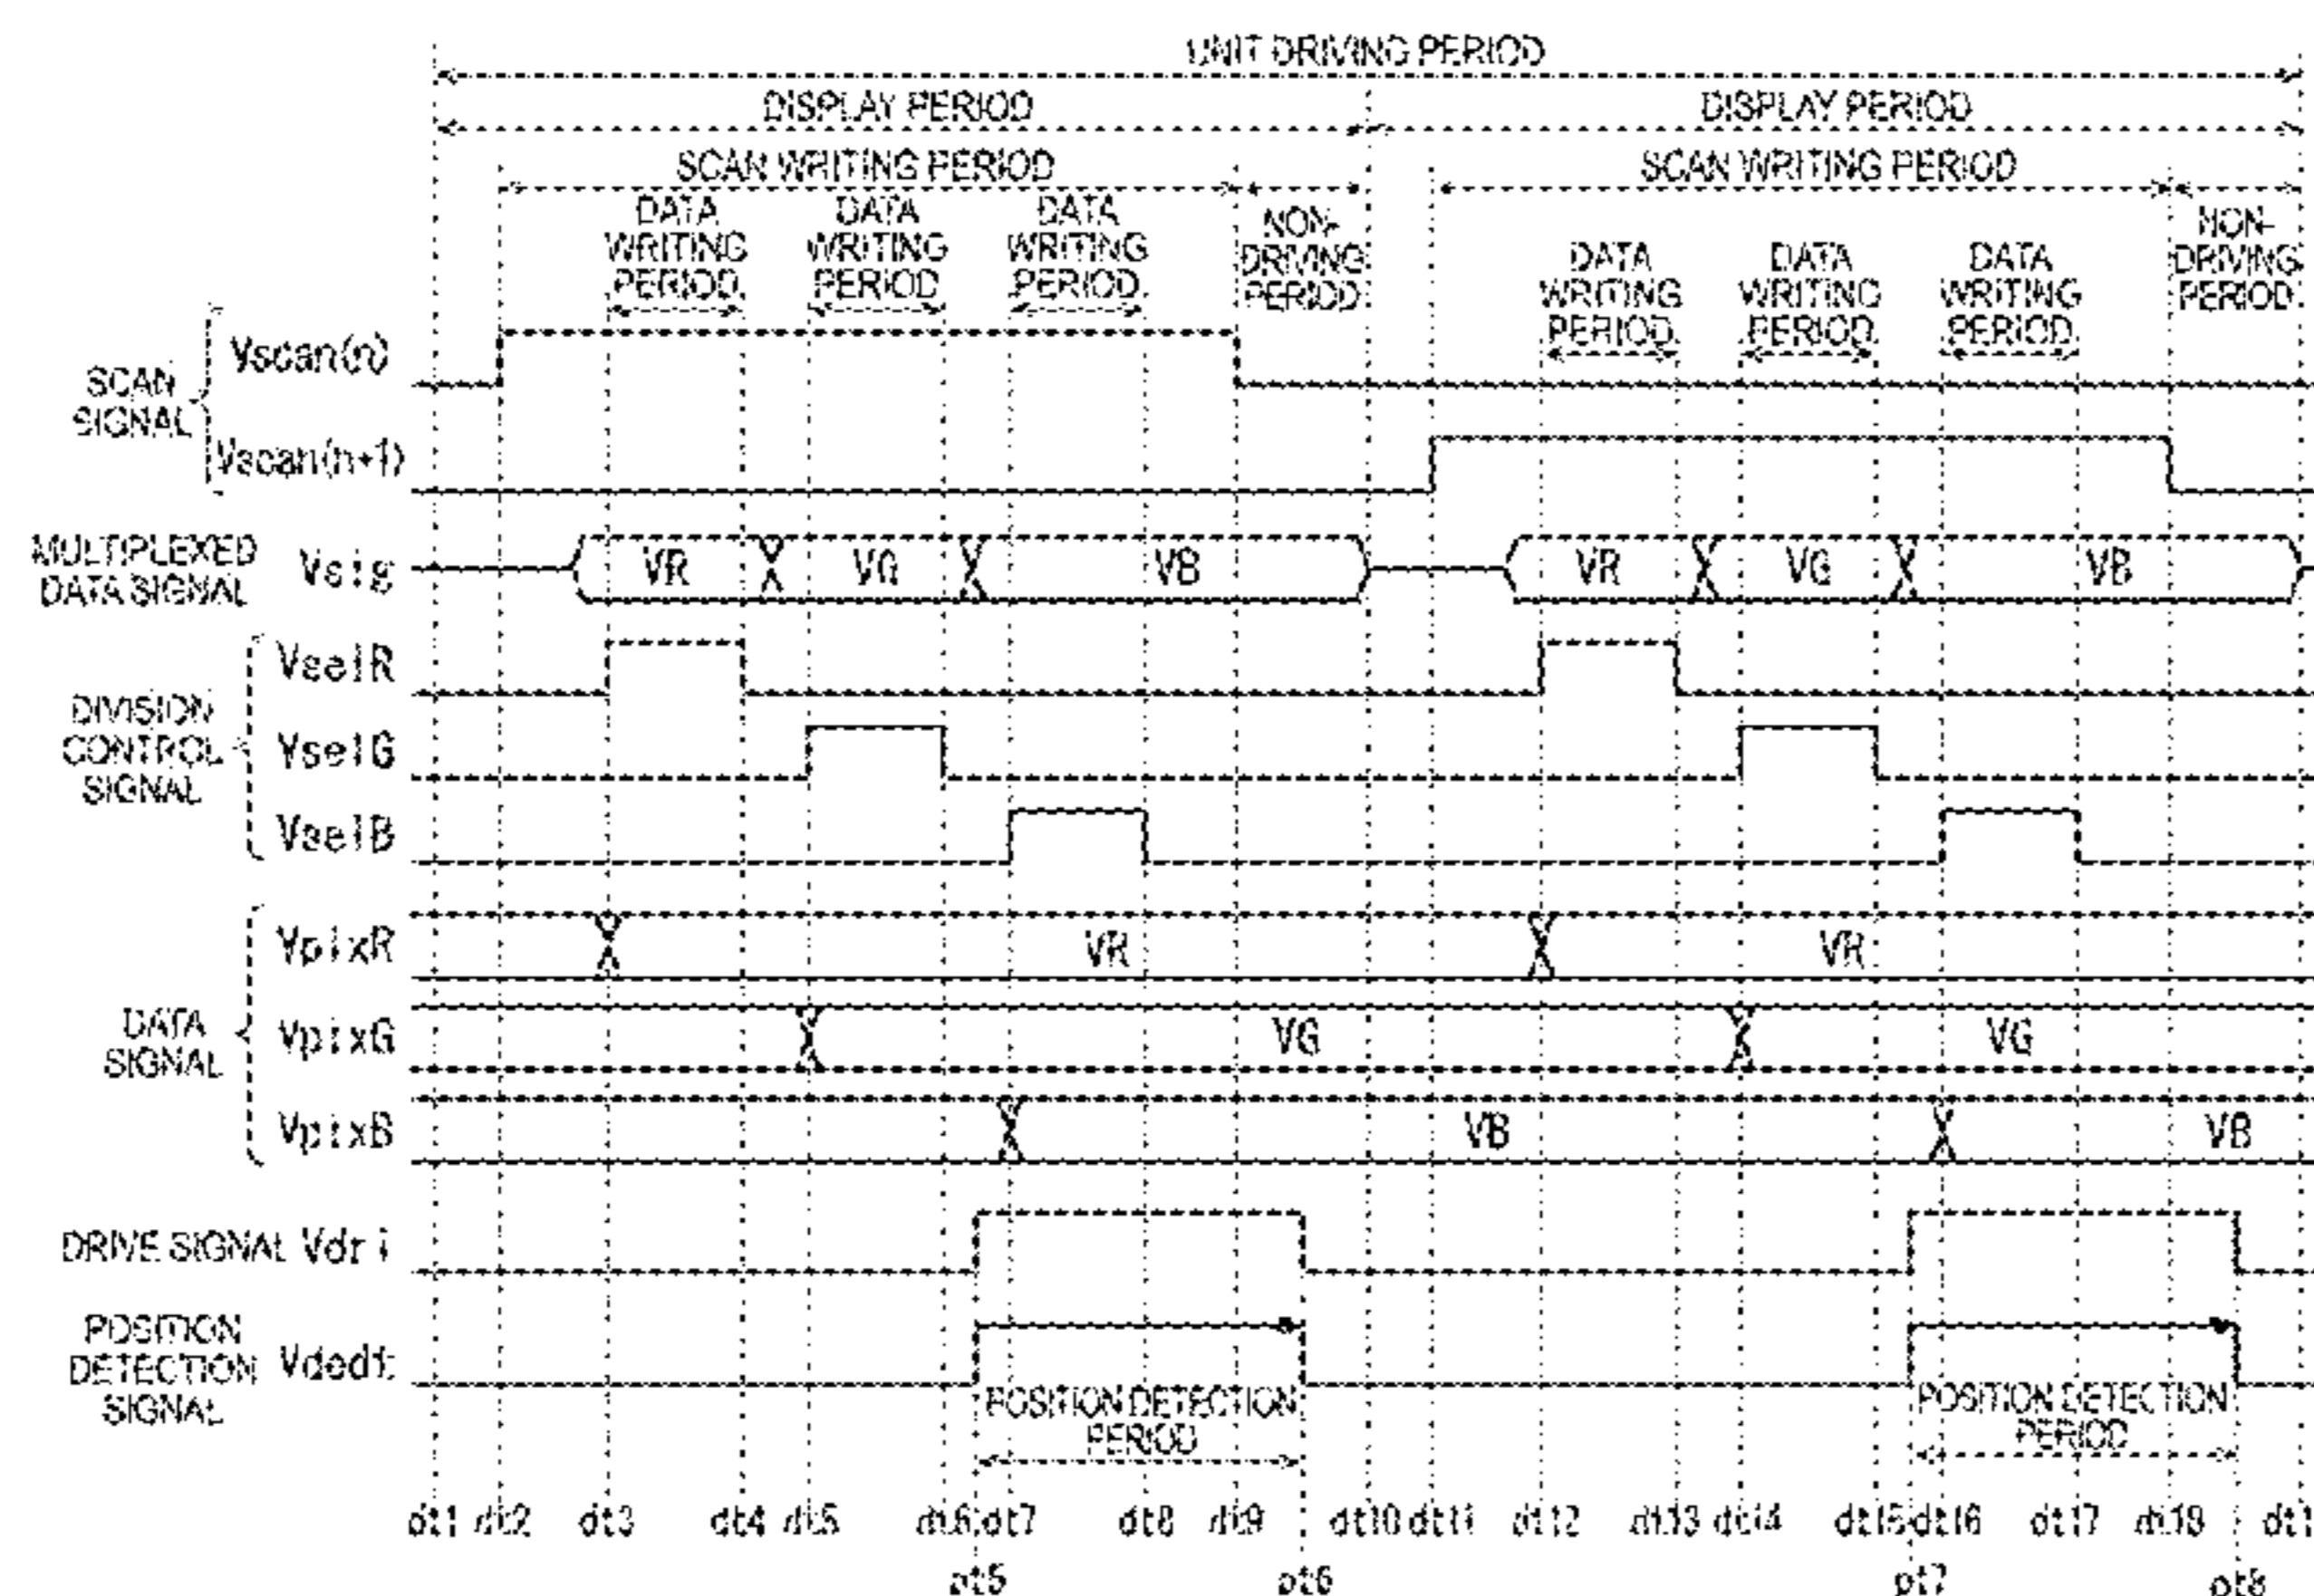 UNIT DRIVING PERIOD
DISPLAY PERIOD
DISPLAY PERIOD
SCAN WRITING PERIOD
SCAN WRITING PERIOD
DATA
WRITING
PERIOD
DATA
WRITING
PERIOD
DATA
WRITING
PERIOD
NON-
DRIVING
PERIOD
DATA
WRITING
PERIOD
DATA
WRITING
PERIOD
DATA
WRITING
PERIOD
NON-
DRIVING
PERIOD
SCAN
SIGNAL
Vscan(n)
Vscan(n+1)
MULTIPLEXED
DATA SIGNAL
Vsig
VR
VG
VB
VR
VG
VB
DIVISION
CONTROL
SIGNAL
VselR
VselG
VselB
DATA
SIGNAL
VpixR
VR
VR
VpixG
VG
VG
VpixB
VB
VB
DRIVE SIGNAL Vdri
POSITION
DETECTION
SIGNAL
Vdedt
POSITION DETECTION
PERIOD
POSITION DETECTION
PERIOD
dt1 dt2 dt3 dt4 dt5 dt6 dt7 dt8 dt9 dt10 dt11 dt12 dt13 dt14 dt15 dt16 dt17
pt5 pt6 pt7 pt8